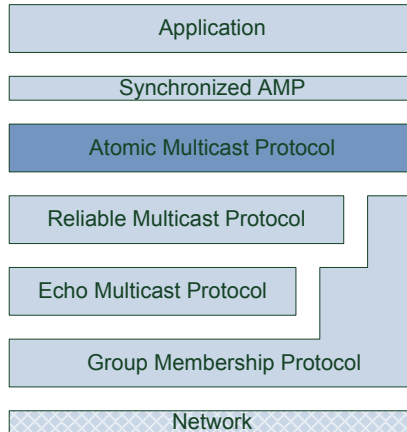 Application
Synchronized AMP
Atomic Multicast Protocol
Reliable Multicast Protocol
Echo Multicast Protocol
Group Membership Protocol
Network